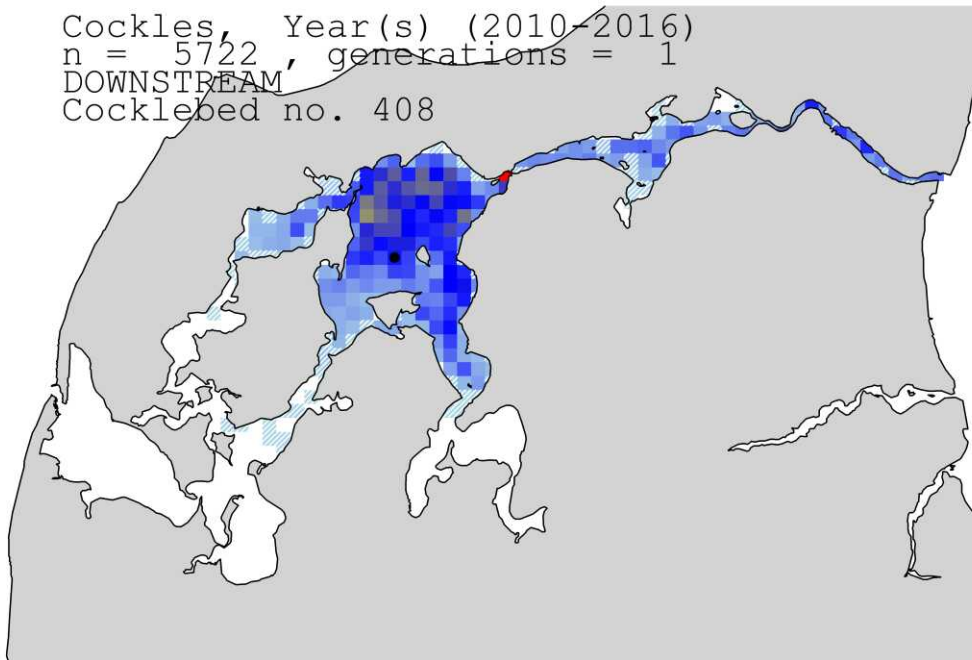 Cockles, Year(s) (2010-2016)
n = 5722 , generations = 1
DOWNSTREAM
Cocklebed no. 408